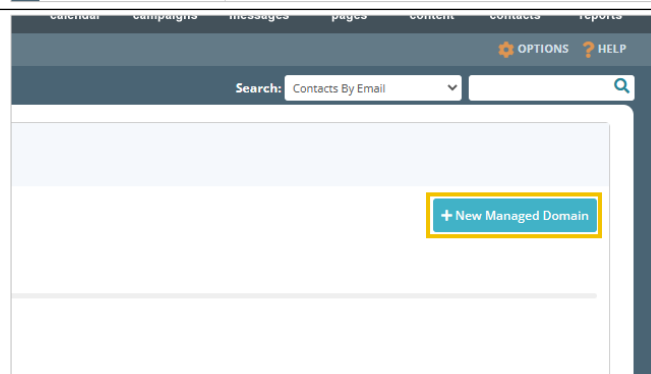 calendar campaigns messages pages content contacts reports
OPTIONS ? HELP
Search: Contacts By Email
+ New Managed Domain